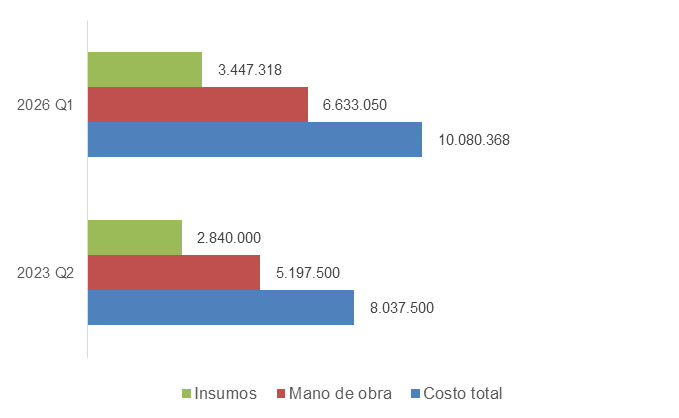 3.447.318
2026 Q1
6.633.050
10.080.368
2.840.000
2023 Q2
5.197.500
8.037.500
Insumos Mano de obra Costo total